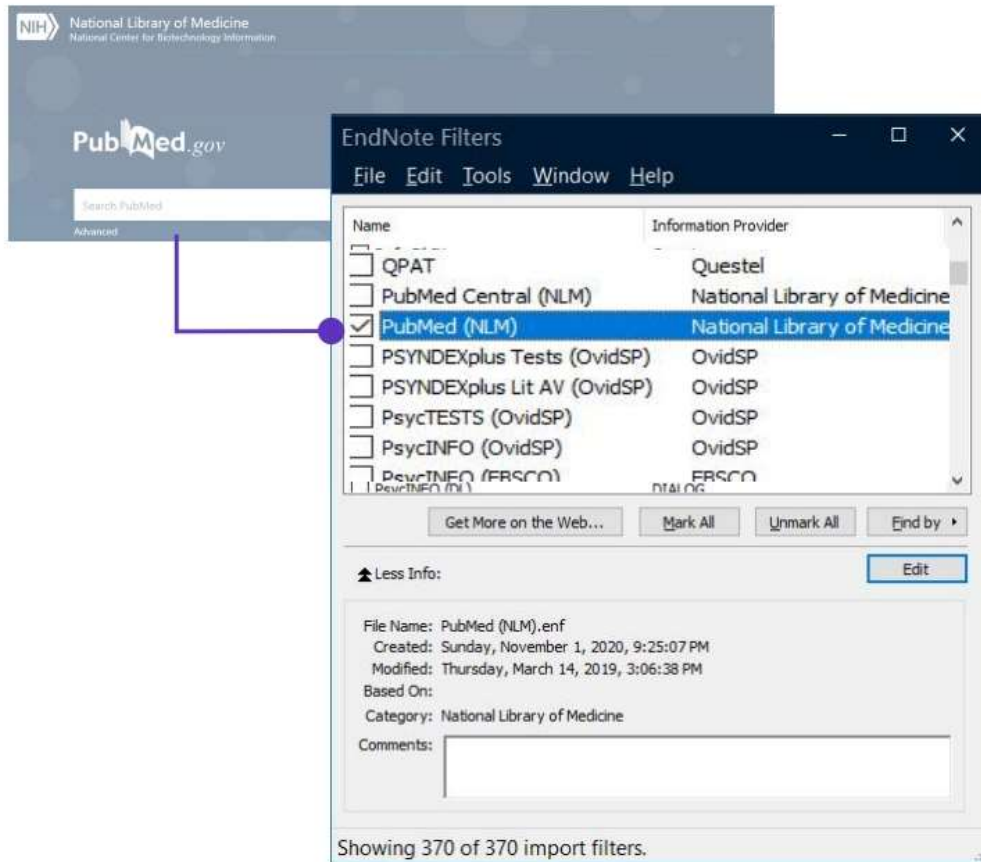 NIH National Library of Medicine
National Center for Biotechnology Information
PubMed.gov
Search PubMed
Advanced
EndNote Filters
File Edit Tools Window Help
Name Information Provider
QPAT Questel
PubMed Central (NLM) National Library of Medicine
PubMed (NLM) National Library of Medicine
PSYNDEXplus Tests (OvidSP) OvidSP
PSYNDEXplus Lit AV (OvidSP) OvidSP
PsycTESTS (OvidSP) OvidSP
PsycINFO (OvidSP) OvidSP
PsycINFO (EBSCO) EBSCO
PsycINFO (DL) DIALOG
Get More on the Web... Mark All Unmark All Find by
Less Info: Edit
File Name: PubMed (NLM).enf
Created: Sunday, November 1, 2020, 9:25:07 PM
Modified: Thursday, March 14, 2019, 3:06:38 PM
Based On:
Category: National Library of Medicine
Comments:
Showing 370 of 370 import filters.